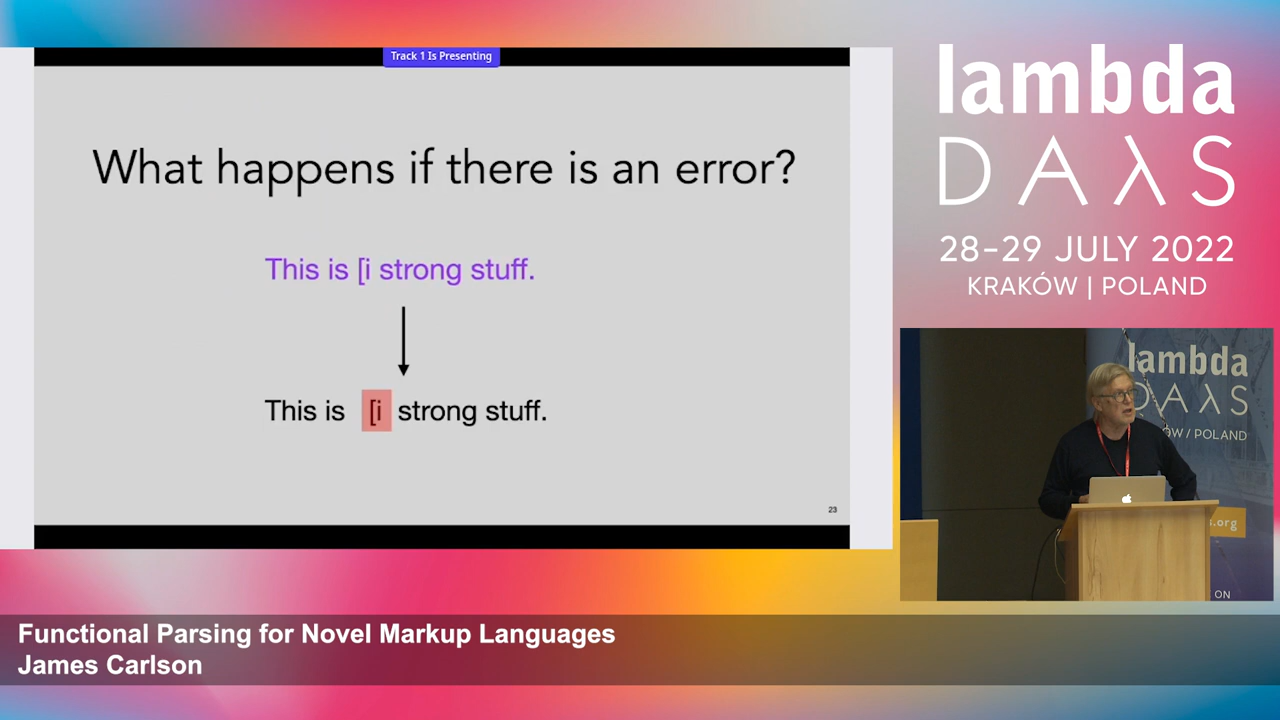 Track 1 Is Presenting
What happens if there is an error?
This is [i strong stuff.
This is [i strong stuff.
23
lambda
DAλS
28–29 JULY 2022
KRAKÓW | POLAND
lambda
DAλS
ÓW / POLAND
s.org
ON
Functional Parsing for Novel Markup Languages
James Carlson